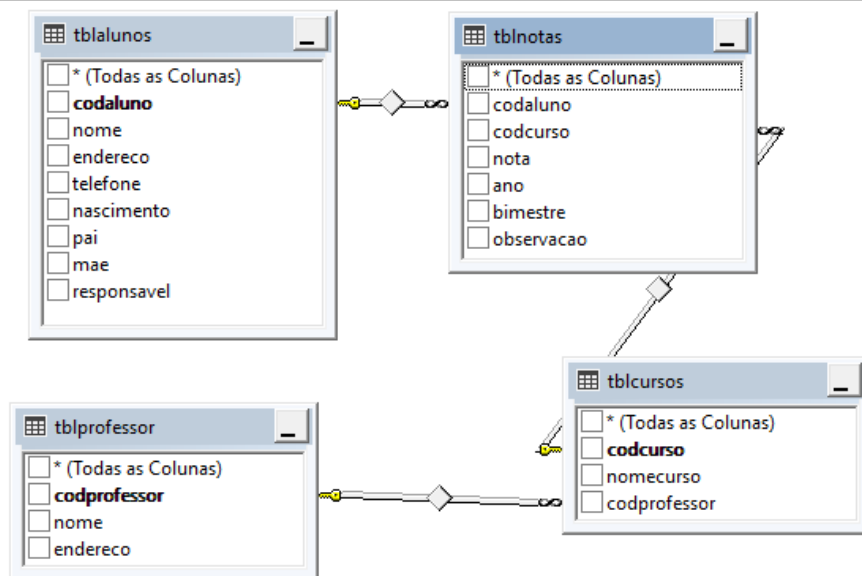 tblalunos
* (Todas as Colunas)
codaluno
nome
endereco
telefone
nascimento
pai
mae
responsavel
tblnotas
* (Todas as Colunas)
codaluno
codcurso
nota
ano
bimestre
observacao
tblprofessor
* (Todas as Colunas)
codprofessor
nome
endereco
tblcursos
* (Todas as Colunas)
codcurso
nomecurso
codprofessor